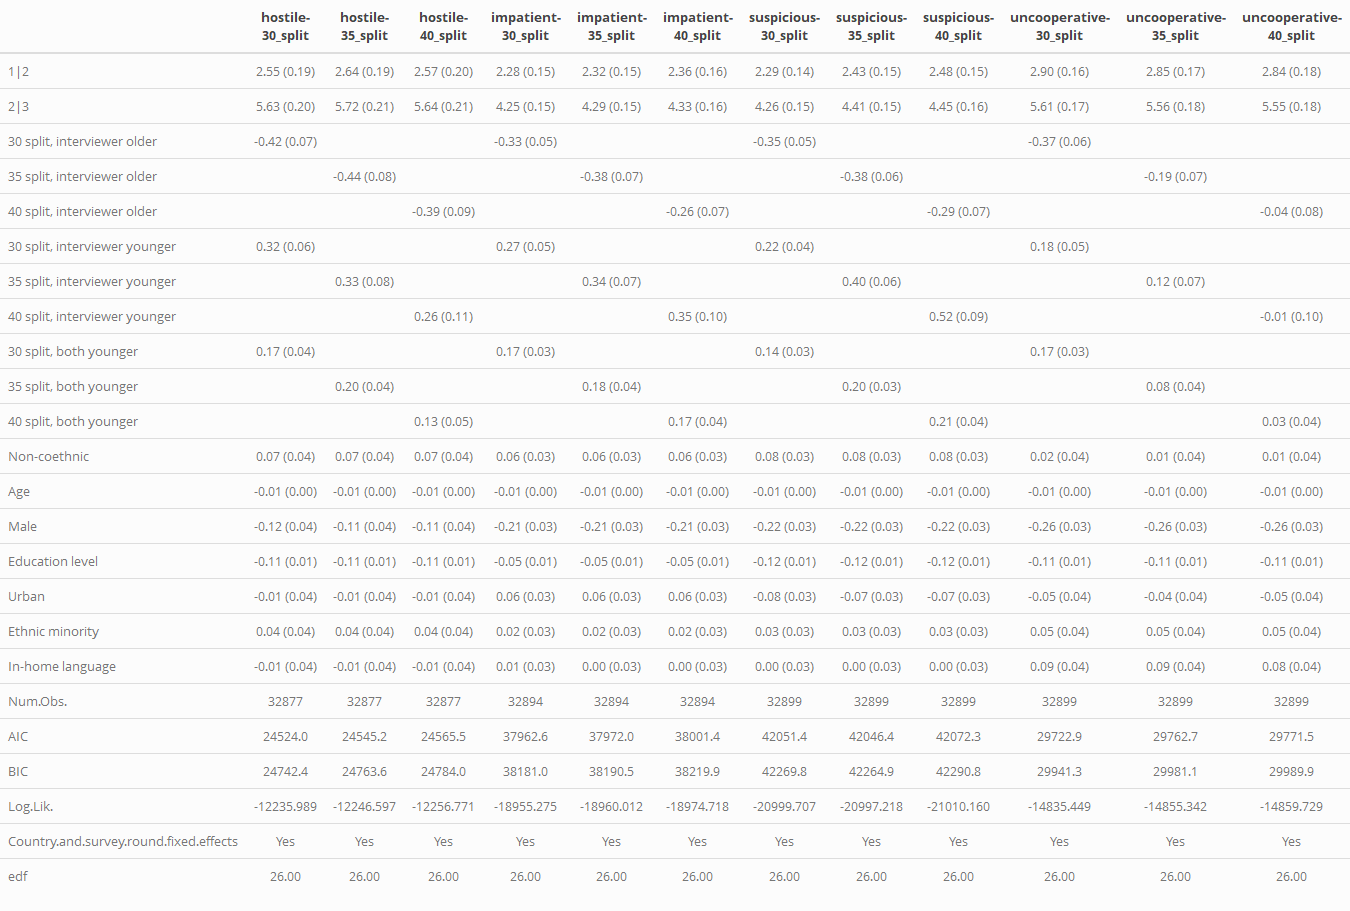 hostile-30_split hostile-35_split hostile-40_split impatient-30_split impatient-35_split impatient-40_split suspicious-30_split suspicious-35_split suspicious-40_split uncooperative-30_split uncooperative-35_split uncooperative-40_split
1|2 2.55 (0.19) 2.64 (0.19) 2.57 (0.20) 2.28 (0.15) 2.32 (0.15) 2.36 (0.16) 2.29 (0.14) 2.43 (0.15) 2.48 (0.15) 2.90 (0.16) 2.85 (0.17) 2.84 (0.18)
2|3 5.63 (0.20) 5.72 (0.21) 5.64 (0.21) 4.25 (0.15) 4.29 (0.15) 4.33 (0.16) 4.26 (0.15) 4.41 (0.15) 4.45 (0.16) 5.61 (0.17) 5.56 (0.18) 5.55 (0.18)
30 split, interviewer older -0.42 (0.07) -0.33 (0.05) -0.35 (0.05) -0.37 (0.06)
35 split, interviewer older -0.44 (0.08) -0.38 (0.07) -0.38 (0.06) -0.19 (0.07)
40 split, interviewer older -0.39 (0.09) -0.26 (0.07) -0.29 (0.07) -0.04 (0.08)
30 split, interviewer younger 0.32 (0.06) 0.27 (0.05) 0.22 (0.04) 0.18 (0.05)
35 split, interviewer younger 0.33 (0.08) 0.34 (0.07) 0.40 (0.06) 0.12 (0.07)
40 split, interviewer younger 0.26 (0.11) 0.35 (0.10) 0.52 (0.09) -0.01 (0.10)
30 split, both younger 0.17 (0.04) 0.17 (0.03) 0.14 (0.03) 0.17 (0.03)
35 split, both younger 0.20 (0.04) 0.18 (0.04) 0.20 (0.03) 0.08 (0.04)
40 split, both younger 0.13 (0.05) 0.17 (0.04) 0.21 (0.04) 0.03 (0.04)
Non-coethnic 0.07 (0.04) 0.07 (0.04) 0.07 (0.04) 0.06 (0.03) 0.06 (0.03) 0.06 (0.03) 0.08 (0.03) 0.08 (0.03) 0.08 (0.03) 0.02 (0.04) 0.01 (0.04) 0.01 (0.04)
Age -0.01 (0.00) -0.01 (0.00) -0.01 (0.00) -0.01 (0.00) -0.01 (0.00) -0.01 (0.00) -0.01 (0.00) -0.01 (0.00) -0.01 (0.00) -0.01 (0.00) -0.01 (0.00) -0.01 (0.00)
Male -0.12 (0.04) -0.11 (0.04) -0.11 (0.04) -0.21 (0.03) -0.21 (0.03) -0.21 (0.03) -0.22 (0.03) -0.22 (0.03) -0.22 (0.03) -0.26 (0.03) -0.26 (0.03) -0.26 (0.03)
Education level -0.11 (0.01) -0.11 (0.01) -0.11 (0.01) -0.05 (0.01) -0.05 (0.01) -0.05 (0.01) -0.12 (0.01) -0.12 (0.01) -0.12 (0.01) -0.11 (0.01) -0.11 (0.01) -0.11 (0.01)
Urban -0.01 (0.04) -0.01 (0.04) -0.01 (0.04) 0.06 (0.03) 0.06 (0.03) 0.06 (0.03) -0.08 (0.03) -0.07 (0.03) -0.07 (0.03) -0.05 (0.04) -0.04 (0.04) -0.05 (0.04)
Ethnic minority 0.04 (0.04) 0.04 (0.04) 0.04 (0.04) 0.02 (0.03) 0.02 (0.03) 0.02 (0.03) 0.03 (0.03) 0.03 (0.03) 0.03 (0.03) 0.05 (0.04) 0.05 (0.04) 0.05 (0.04)
In-home language -0.01 (0.04) -0.01 (0.04) -0.01 (0.04) 0.01 (0.03) 0.00 (0.03) 0.00 (0.03) 0.00 (0.03) 0.00 (0.03) 0.00 (0.03) 0.09 (0.04) 0.09 (0.04) 0.08 (0.04)
Num.Obs. 32877 32877 32877 32894 32894 32894 32899 32899 32899 32899 32899 32899
AIC 24524.0 24545.2 24565.5 37962.6 37972.0 38001.4 42051.4 42046.4 42072.3 29722.9 29762.7 29771.5
BIC 24742.4 24763.6 24784.0 38181.0 38190.5 38219.9 42269.8 42264.9 42290.8 29941.3 29981.1 29989.9
Log.Lik. -12235.989 -12246.597 -12256.771 -18955.275 -18960.012 -18974.718 -20999.707 -20997.218 -21010.160 -14835.449 -14855.342 -14859.729
Country.and.survey.round.fixed.effects Yes Yes Yes Yes Yes Yes Yes Yes Yes Yes Yes Yes
edf 26.00 26.00 26.00 26.00 26.00 26.00 26.00 26.00 26.00 26.00 26.00 26.00